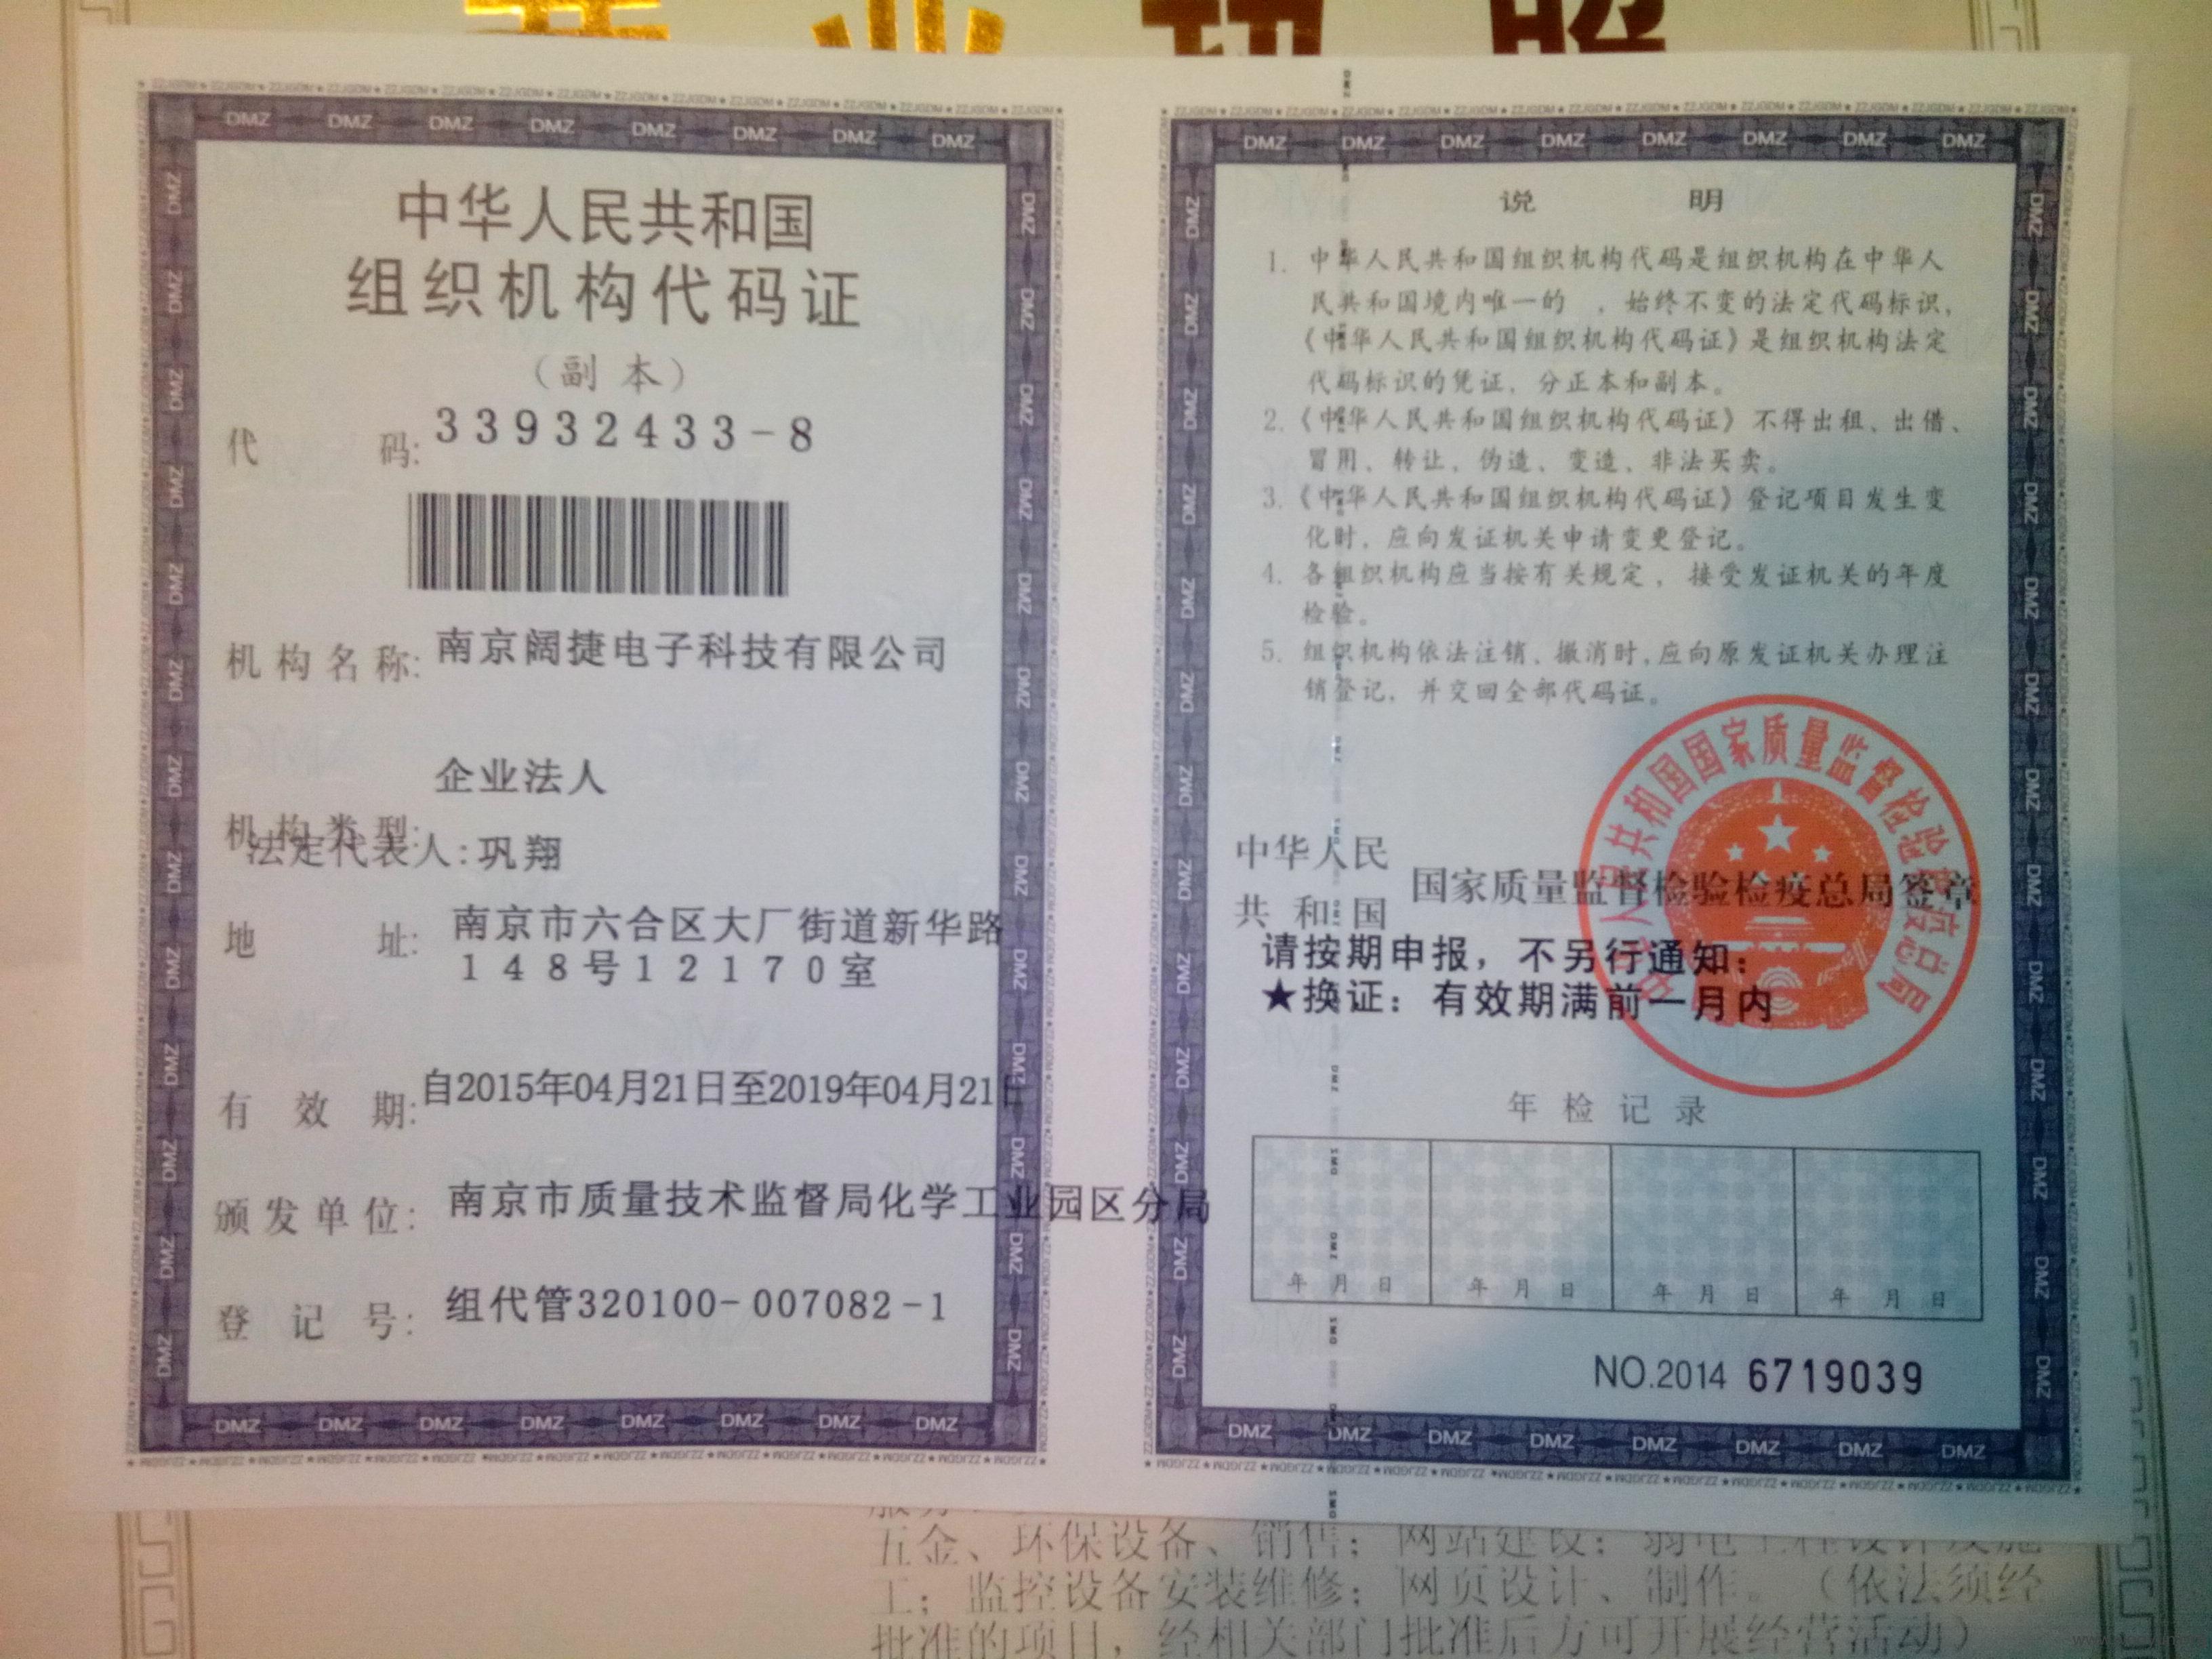 中华人民共和国
组织机构代码证
（副 本）
代 码: 33932433-8
机构名称: 南京阔捷电子科技有限公司
企业法人
机构类型:
法定代表人:巩翔
地 址: 南京市六合区大厂街道新华路
148号12170室
有 效 期: 自2015年04月21日至2019年04月21日
颁发单位: 南京市质量技术监督局化学工业园区分局
登 记 号: 组代管320100-007082-1
说 明
1. 中华人民共和国组织机构代码是组织机构在中华人
民共和国境内唯一的 ，始终不变的法定代码标识，
《中华人民共和国组织机构代码证》是组织机构法定
代码标识的凭证，分正本和副本。
2.《中华人民共和国组织机构代码证》不得出租、出借、
冒用、转让、伪造、变造、非法买卖。
3.《中华人民共和国组织机构代码证》登记项目发生变
化时，应向发证机关申请变更登记。
4. 各组织机构应当按有关规定，接受发证机关的年度
检验。
5. 组织机构依法注销、撤消时，应向原发证机关办理注
销登记，并交回全部代码证。
中华人民共和国国家质量监督检验检疫总局
中华人民
共 和 国
国家质量监督检验检疫总局签章
请按期申报，不另行通知：
★换证：有效期满前一月内
年 检 记 录
年 月 日 年 月 日 年 月 日 年 月 日
NO.2014 6719039
五金、环保设备、销售；网站建设；弱电工程设计及施
工；监控设备安装维修；网页设计、制作。（依法须经
批准的项目，经相关部门批准后方可开展经营活动）